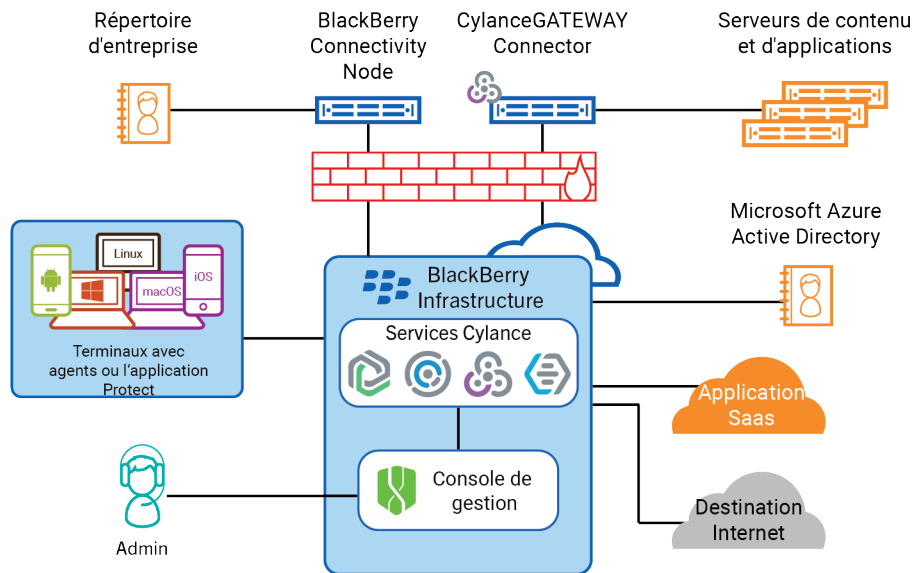 Répertoire
d'entreprise
BlackBerry
Connectivity
Node
CylanceGATEWAY
Connector
Serveurs de contenu
et d'applications
Microsoft Azure
Active Directory
Linux
iOS
macOS
Terminaux avec
agents ou l'application
Protect
BlackBerry
Infrastructure
Services Cylance
Application
Saas
Console de
gestion
Destination
Internet
Admin